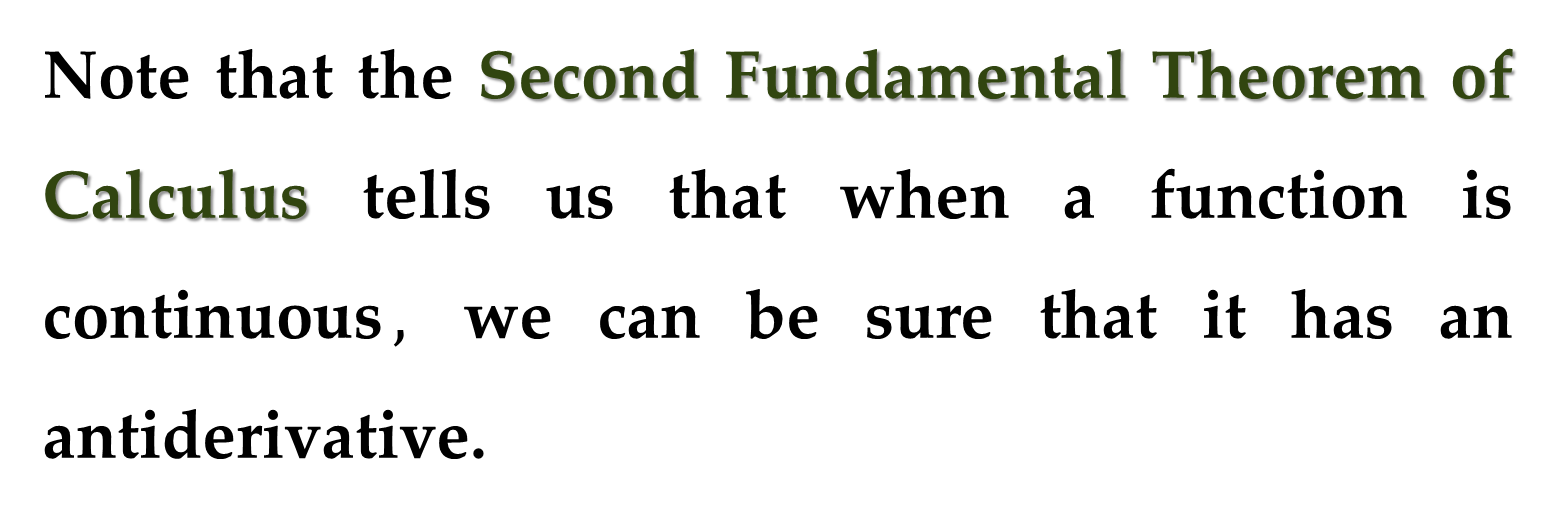 Note that the Second Fundamental Theorem of
Calculus tells us that when a function is
continuous, we can be sure that it has an
antiderivative.